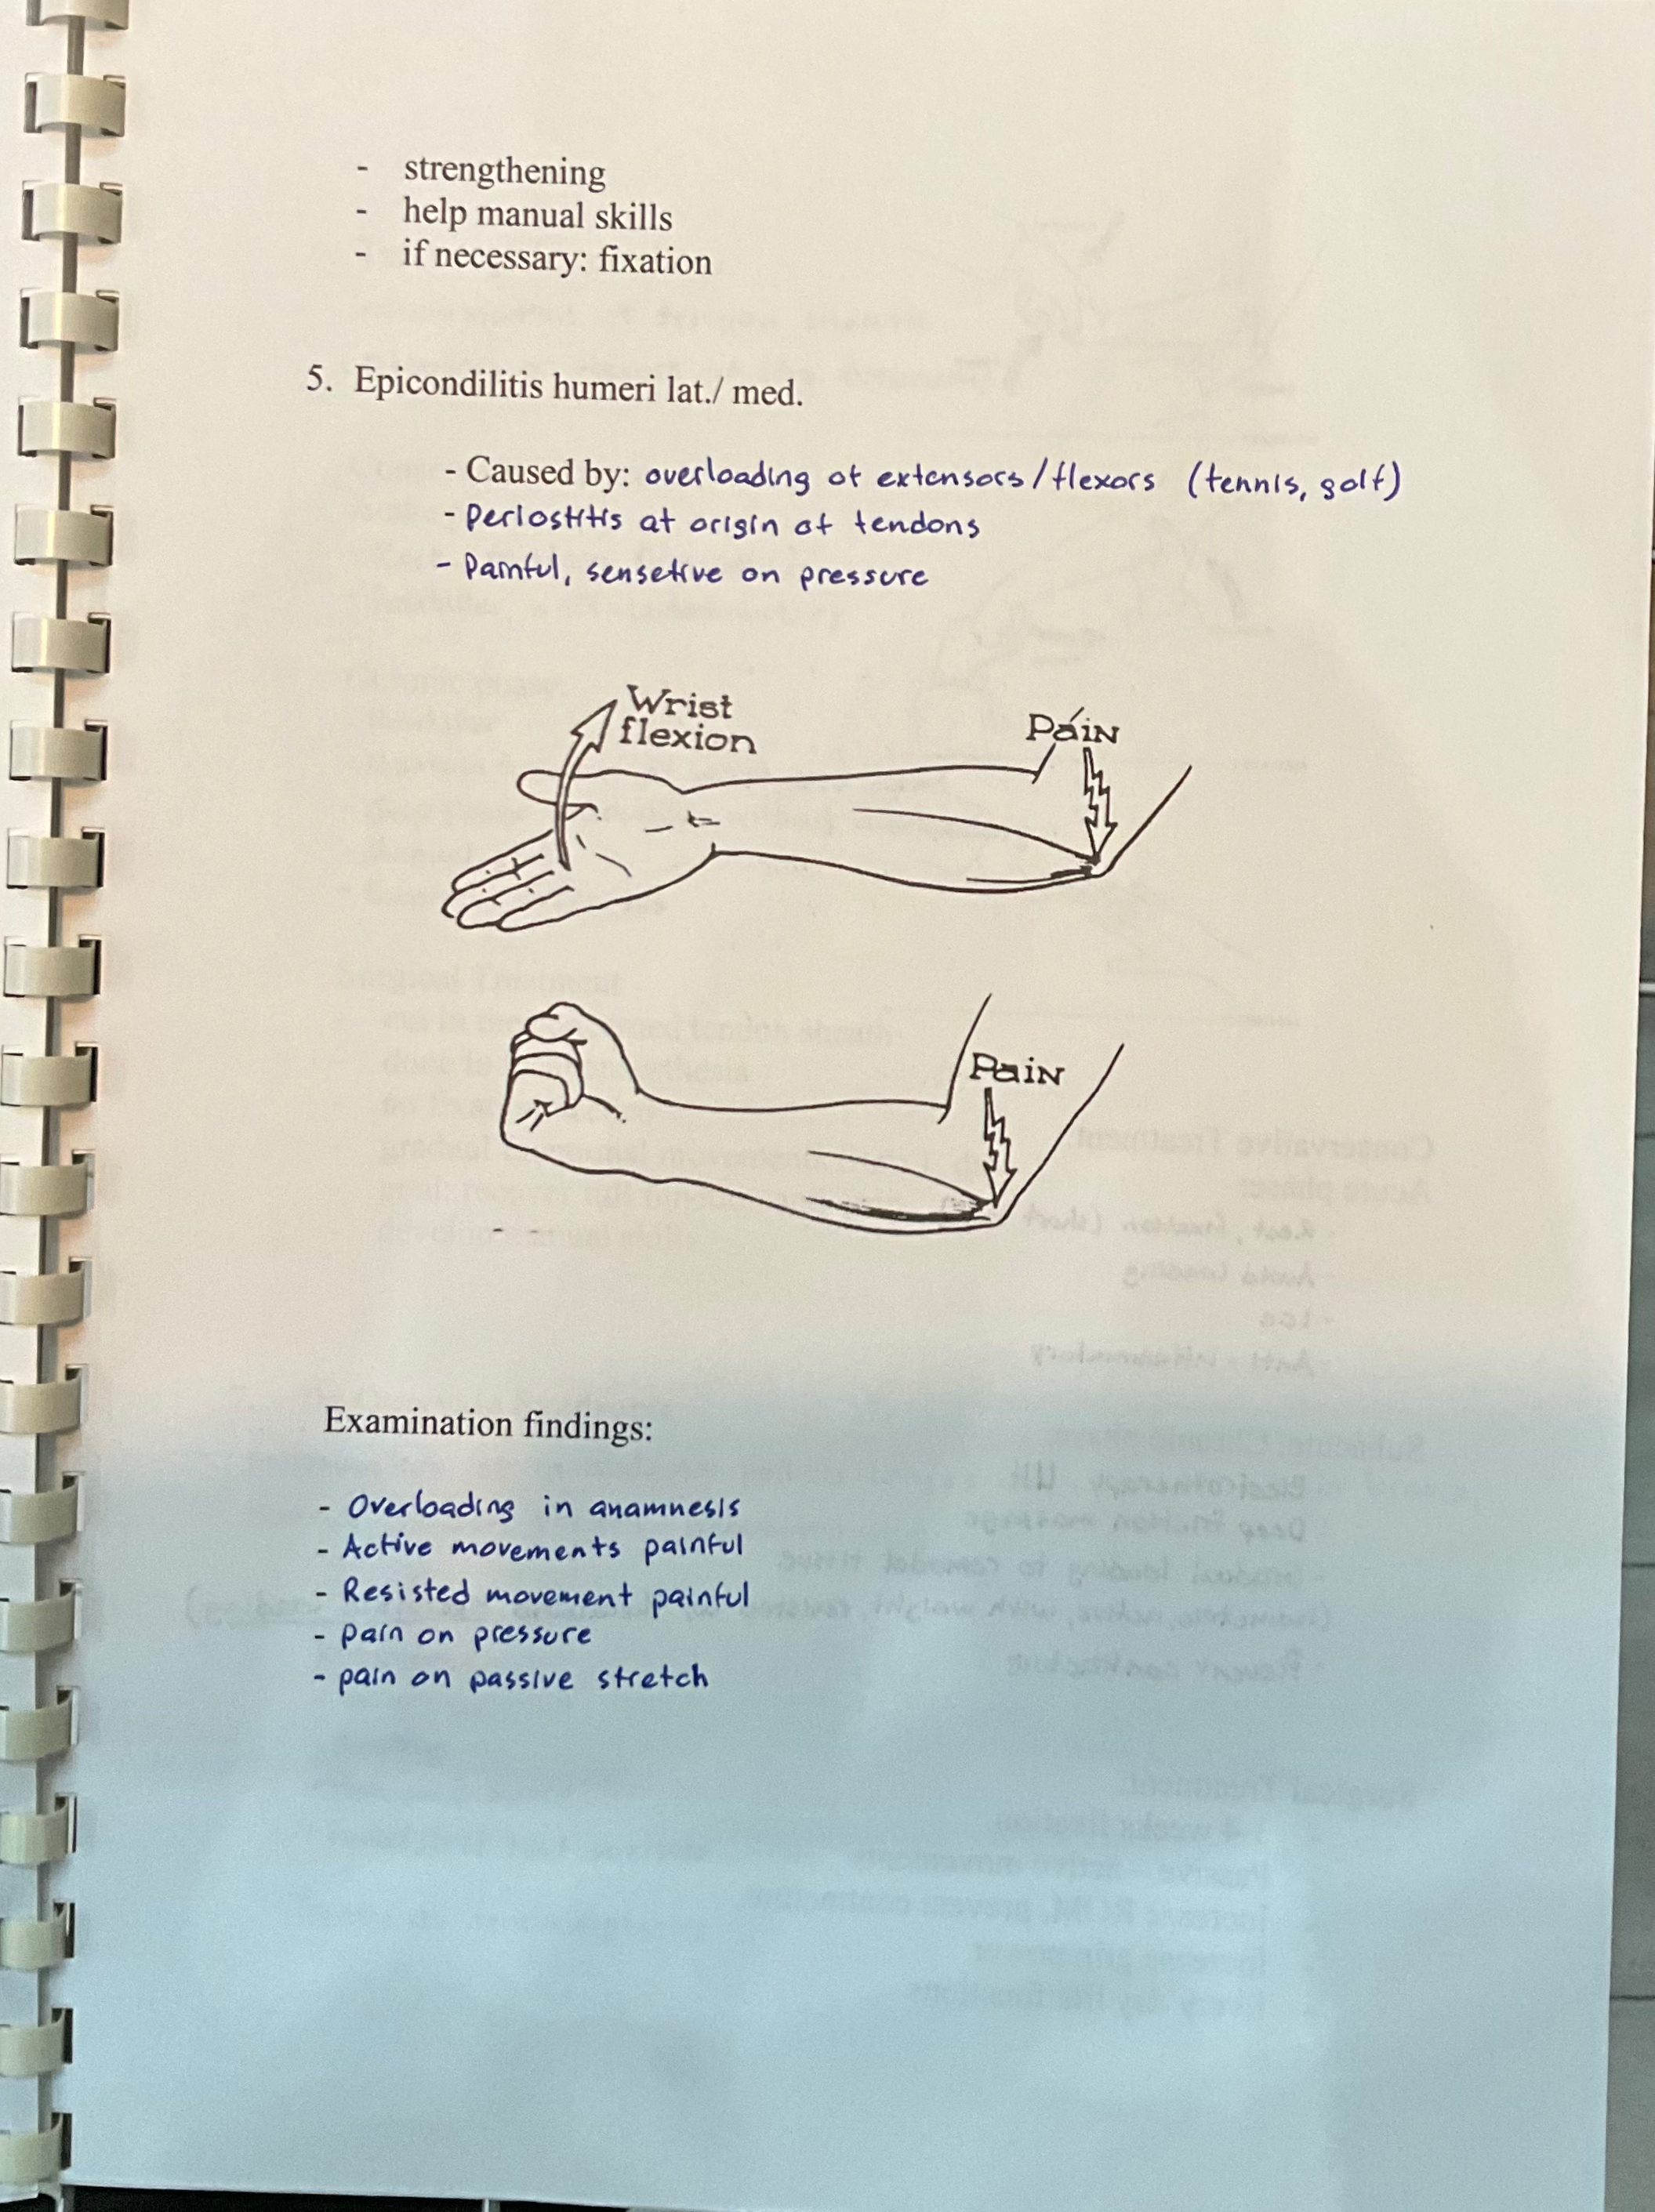 - strengthening
- help manual skills
- if necessary: fixation
5. Epicondilitis humeri lat./ med.
- Caused by: overloading of extensors/flexors (tennis, golf)
- Periostitis at origin of tendons
- Painful, sensetive on pressure
Wrist
flexion
Pain
Pain
Examination findings:
- Overloading in anamnesis
- Active movements painful
- Resisted movement painful
- pain on pressure
- pain on passive stretch